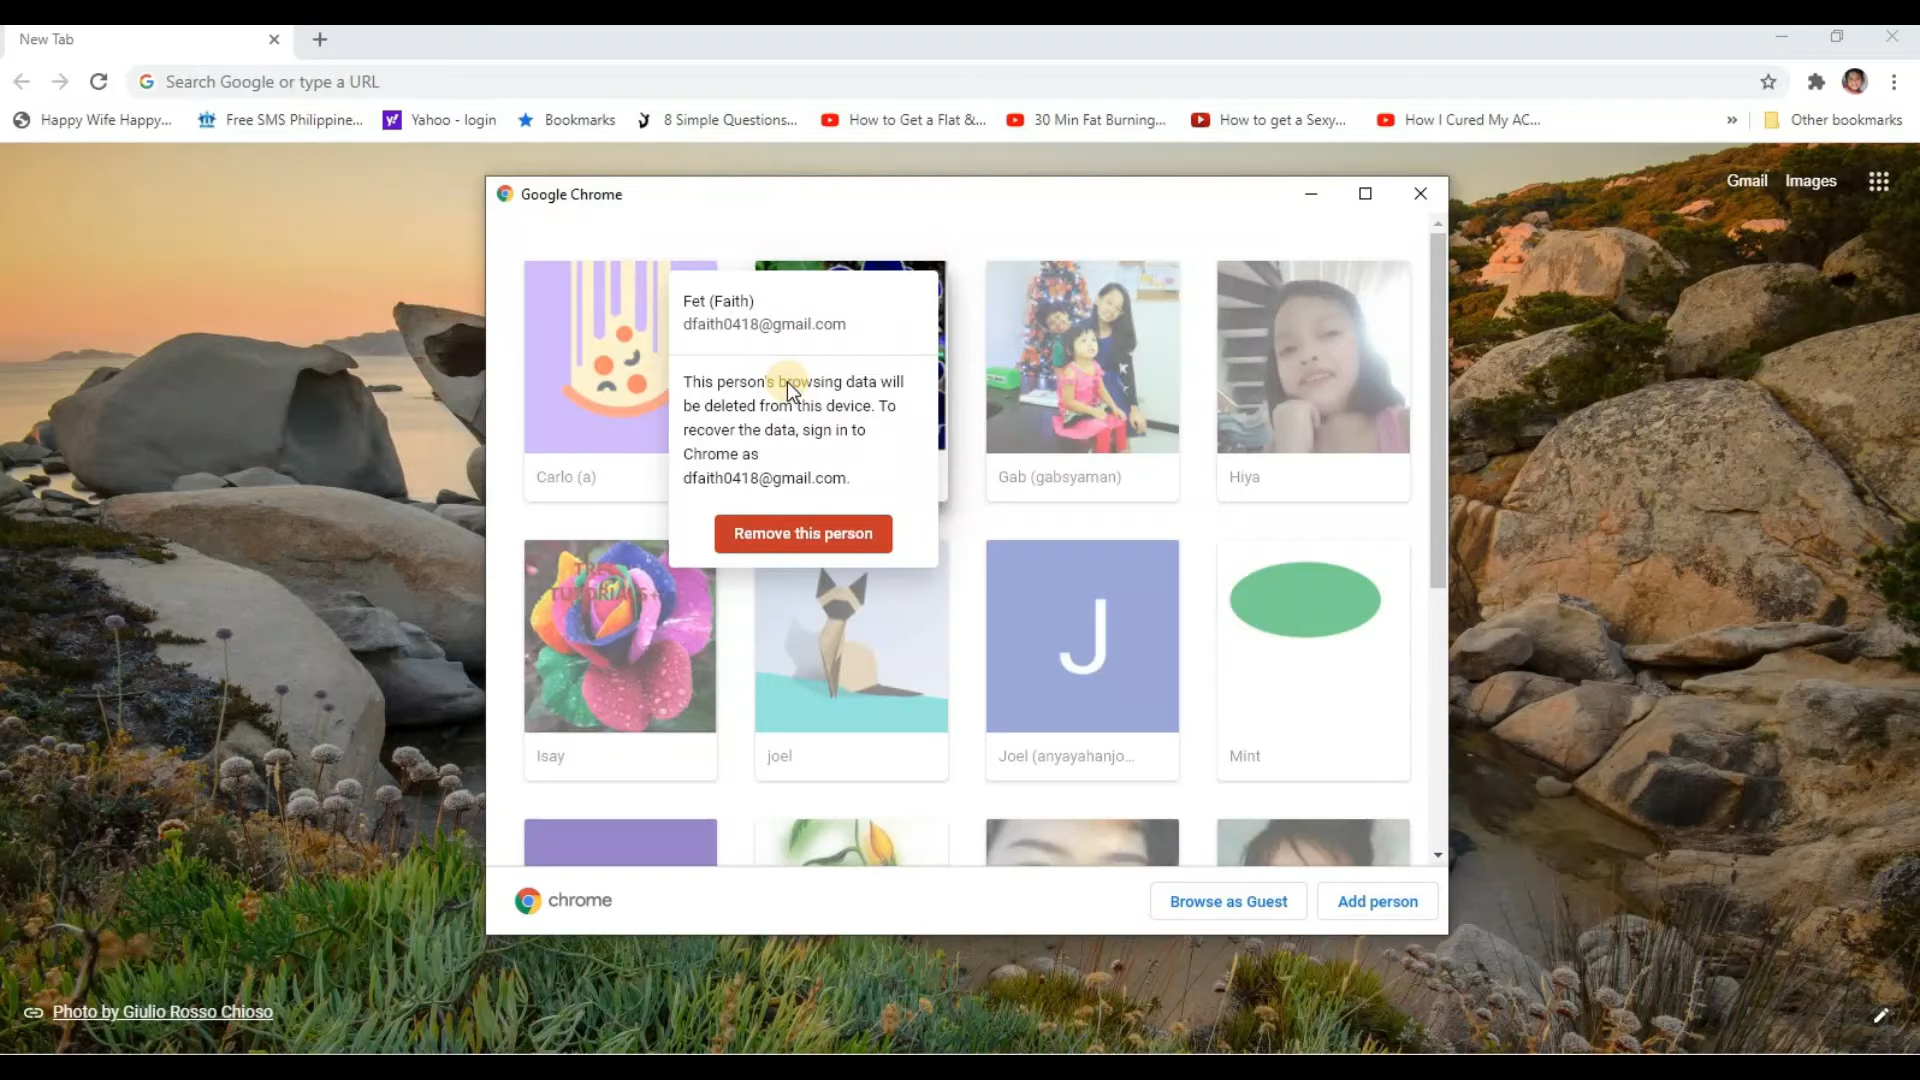 New Tab
Search Google or type a URL
Happy Wife Happy...
Free SMS Philippine...
Yahoo - login
Bookmarks
8 Simple Questions...
How to Get a Flat &...
30 Min Fat Burning...
How to get a Sexy...
How I Cured My AC...
»
Other bookmarks
Gmail
Images
Google Chrome
Fet (Faith)
dfaith0418@gmail.com
This person's browsing data will
be deleted from this device. To
recover the data, sign in to
Chrome as
dfaith0418@gmail.com.
Remove this person
Carlo (a)
Gab (gabsyaman)
Hiya
TUTORIALS
J
Isay
joel
Joel (anyayahanjo...
Mint
chrome
Browse as Guest
Add person
Photo by Giulio Rosso Chioso